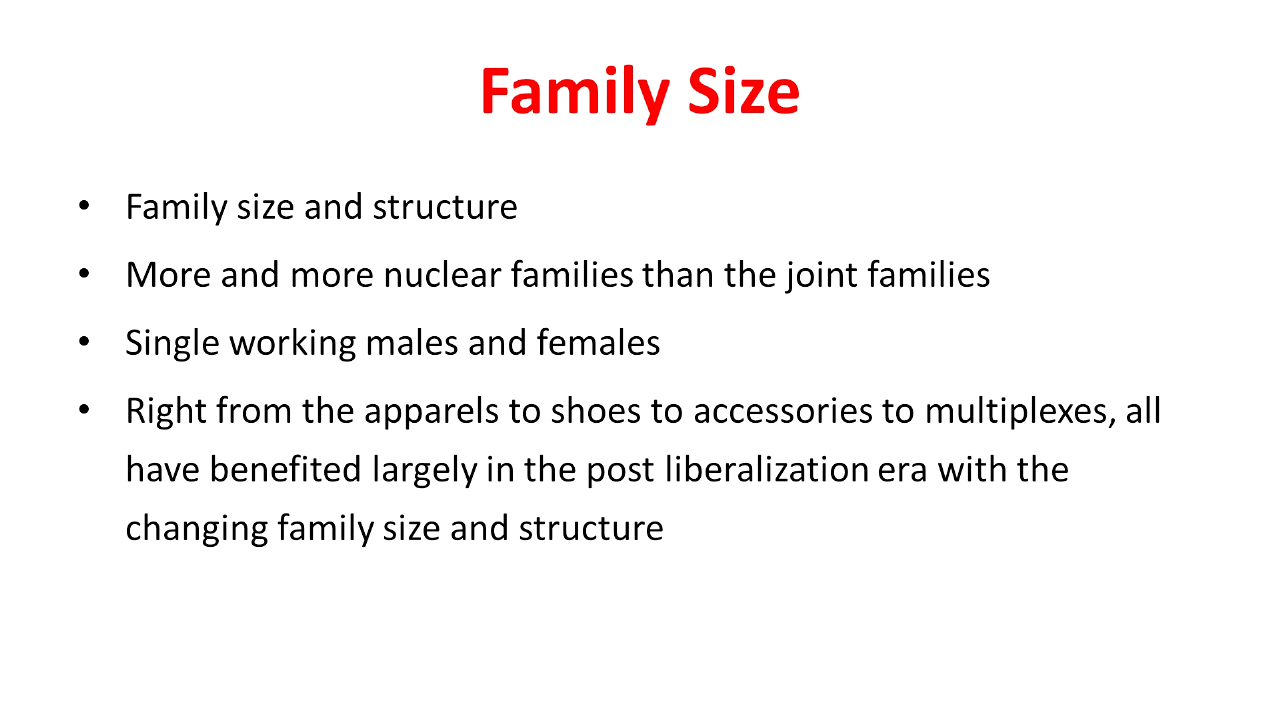 Family Size
• Family size and structure
• More and more nuclear families than the joint families
• Single working males and females
• Right from the apparels to shoes to accessories to multiplexes, all
have benefited largely in the post liberalization era with the
changing family size and structure